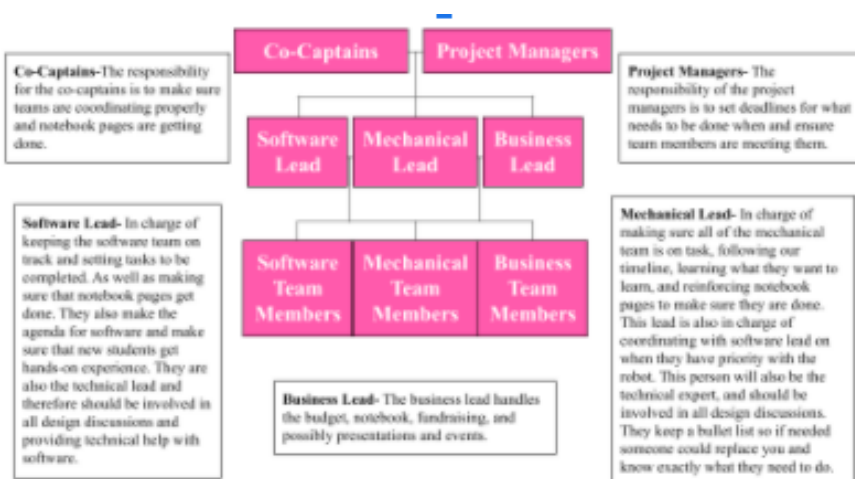 Co-Captains
Project Managers
Co-Captains-The responsibility
for the co-captains is to make sure
teams are coordinating properly
and notebook pages are getting
done.
Project Managers- The
responsibility of the project
managers is to set deadlines for what
needs to be done when and ensure
team members are meeting them.
Software
Lead
Mechanical
Lead
Business
Lead
Software Lead- In charge of
keeping the software team on
track and setting tasks to be
completed. As well as making
sure that notebook pages get
done. They also make the
agenda for software and make
sure that new students get
hands-on experience. They are
also the technical lead and
therefore should be involved in
all design discussions and
providing technical help with
software.
Software
Team
Members
Mechanical
Team
Members
Business
Team
Members
Mechanical Lead- In charge of
making sure all of the mechanical
team is on task, following our
timeline, learning what they want to
learn, and reinforcing notebook
pages to make sure they are done.
This lead is also in charge of
coordinating with software lead on
when they have priority with the
robot. This person will also be the
technical expert, and should be
involved in all design discussions.
They keep a bullet list so if needed
someone could replace you and
know exactly what they need to do.
Business Lead- The business lead handles
the budget, notebook, fundraising, and
possibly presentations and events.